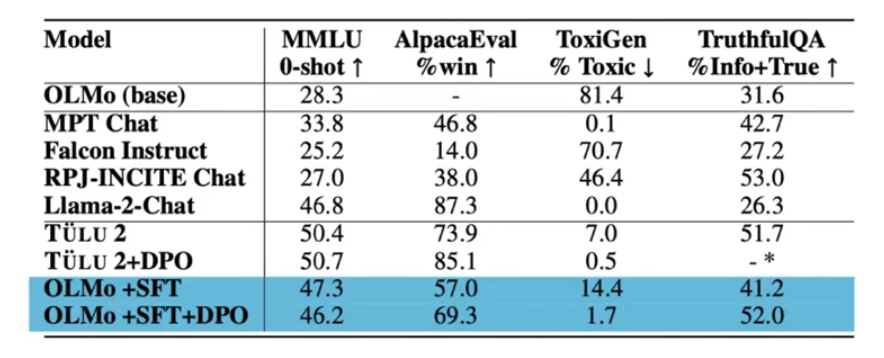 Model MMLU AlpacaEval ToxiGen TruthfulQA
0-shot ↑ %win ↑ % Toxic ↓ %Info+True ↑
OLMo (base) 28.3 - 81.4 31.6
MPT Chat 33.8 46.8 0.1 42.7
Falcon Instruct 25.2 14.0 70.7 27.2
RPJ-INCITE Chat 27.0 38.0 46.4 53.0
Llama-2-Chat 46.8 87.3 0.0 26.3
TÜLU 2 50.4 73.9 7.0 51.7
TÜLU 2+DPO 50.7 85.1 0.5 - *
OLMo +SFT 47.3 57.0 14.4 41.2
OLMo +SFT+DPO 46.2 69.3 1.7 52.0